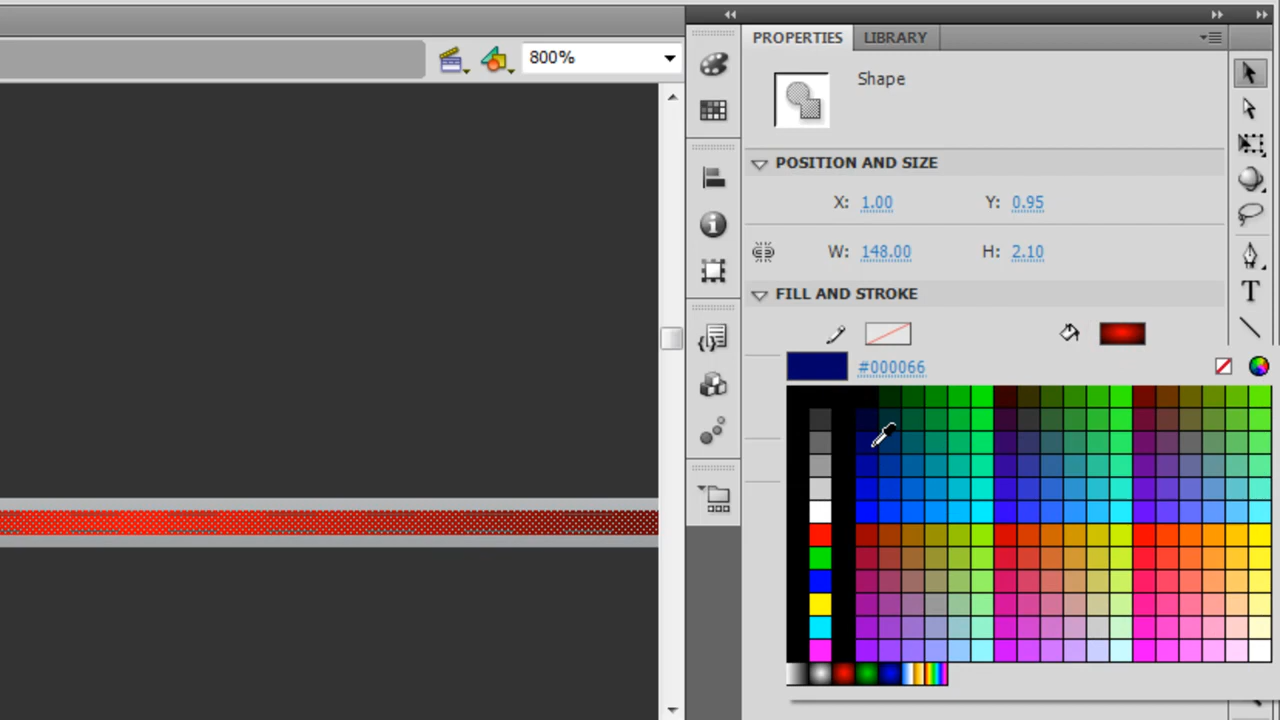 800%
PROPERTIES LIBRARY
Shape
POSITION AND SIZE
X: 1.00 Y: 0.95
W: 148.00 H: 2.10
FILL AND STROKE
#000066